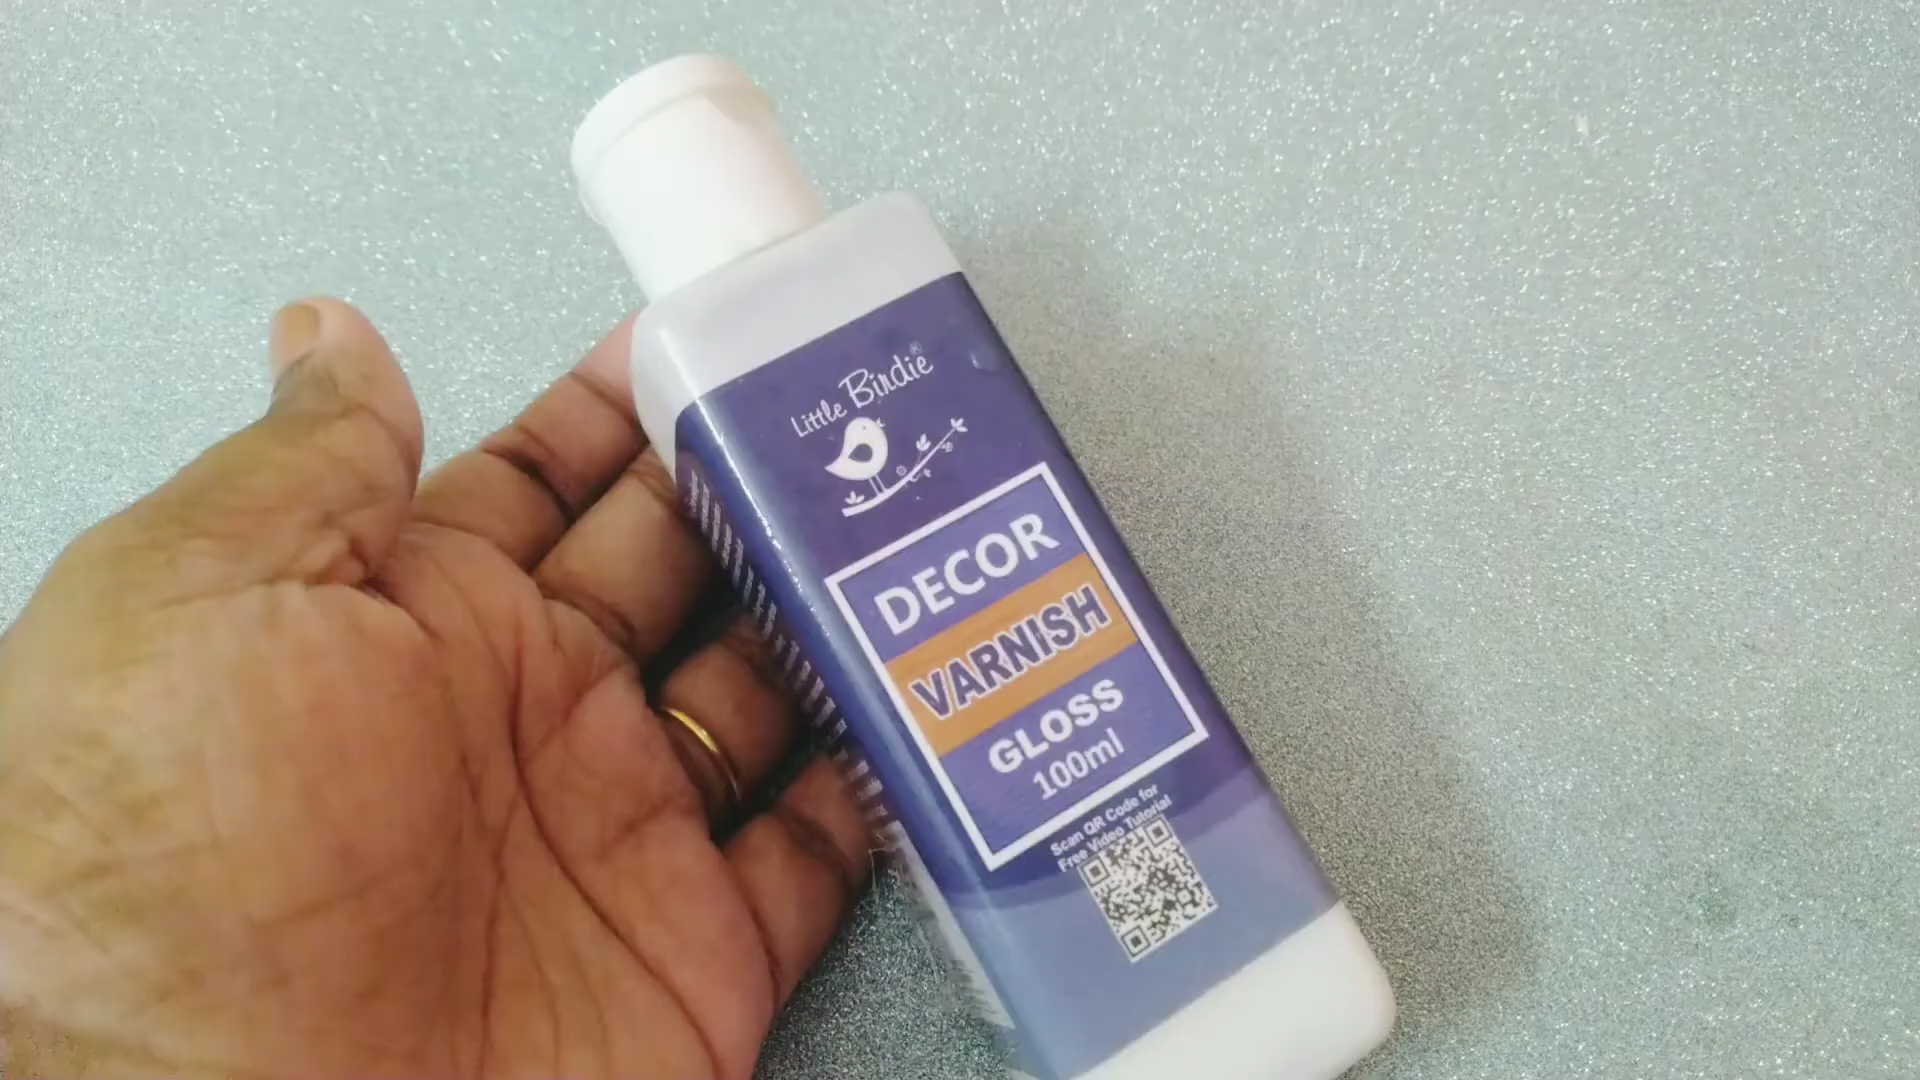 Little Birdie®
DECOR
VARNISH
GLOSS
100ml
Scan QR Code for
Free Video Tutorial